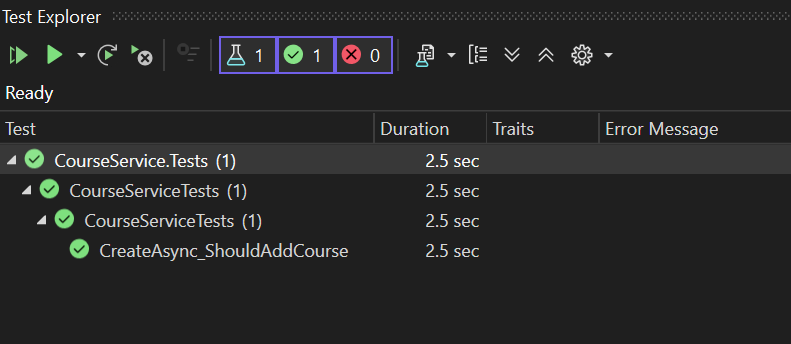 Test Explorer
1 1 0
Ready
Test Duration Traits Error Message
CourseService.Tests (1) 2.5 sec
CourseServiceTests (1) 2.5 sec
CourseServiceTests (1) 2.5 sec
CreateAsync_ShouldAddCourse 2.5 sec